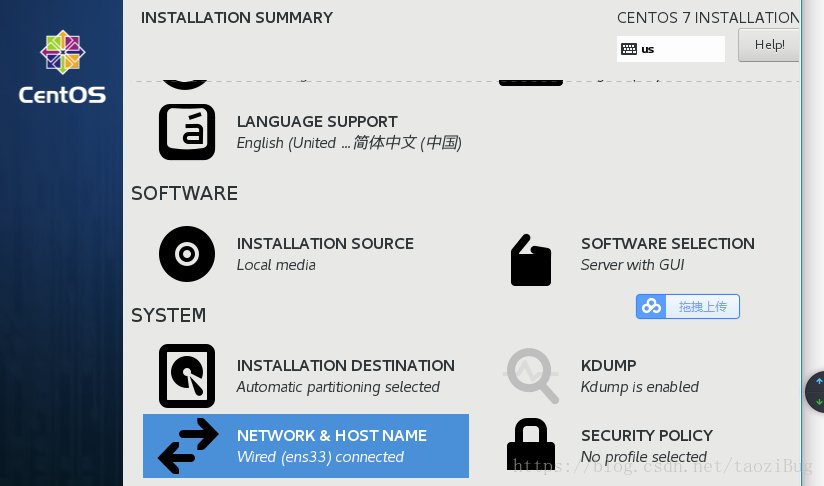 INSTALLATION SUMMARY
CENTOS 7 INSTALLATION
us
Help!
CentOS
LANGUAGE SUPPORT
English (United ...简体中文 (中国)
SOFTWARE
INSTALLATION SOURCE
Local media
SOFTWARE SELECTION
Server with GUI
拖拽上传
SYSTEM
INSTALLATION DESTINATION
Automatic partitioning selected
KDUMP
Kdump is enabled
NETWORK & HOST NAME
Wired (ens33) connected
SECURITY POLICY
No profile selected
https://blog.csdn.net/taoziBug